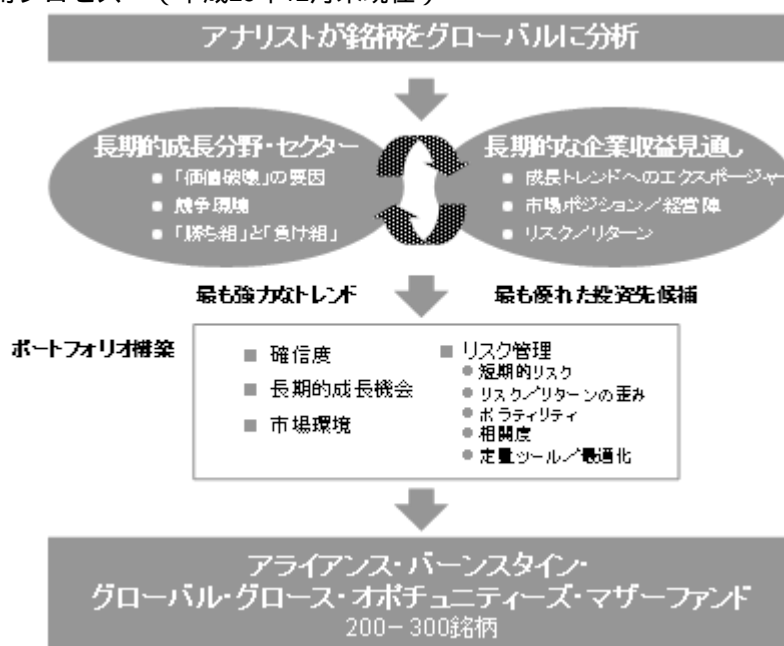 アナリストが銘柄をグローバルに分析
長期的成長分野・セクター
「価値破壊」の要因
競争環境
「勝ち組」と「負け組」
長期的な企業収益見通し
成長トレンドへのエクスポージャー
市場ポジション/経営陣
リスク/リターン
最も強力なトレンド
最も優れた投資先候補
ポートフォリオ構築
確信度
長期的成長機会
市場環境
リスク管理
短期的リスク
リスク/リターンの歪み
ボラティリティ
相関度
定量ツール/最適化
アライアンス・バーンスタイン・
グローバル・グロース・オポチュニティーズ・マザーファンド
200-300銘柄